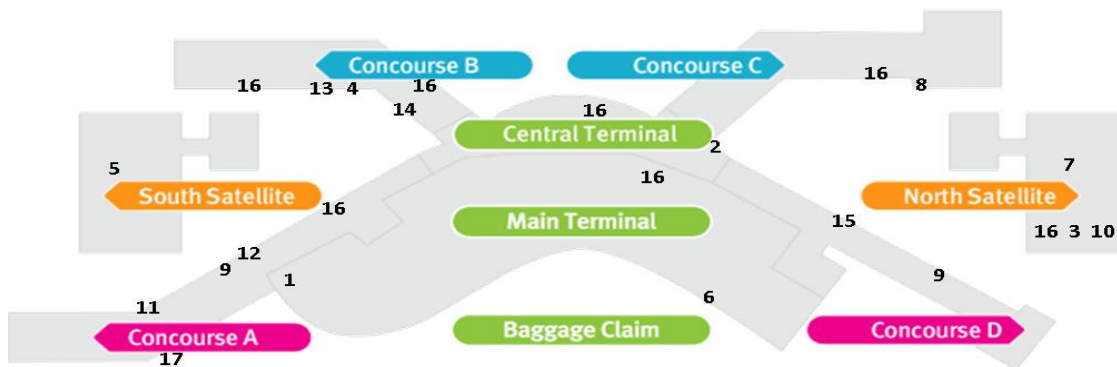 Concourse B
Concourse C
16
13
4
16
16
8
14
16
Central Terminal
2
5
7
16
South Satellite
North Satellite
16
Main Terminal
15
16
3
10
12
9
1
9
11
6
Concourse A
Baggage Claim
Concourse D
17